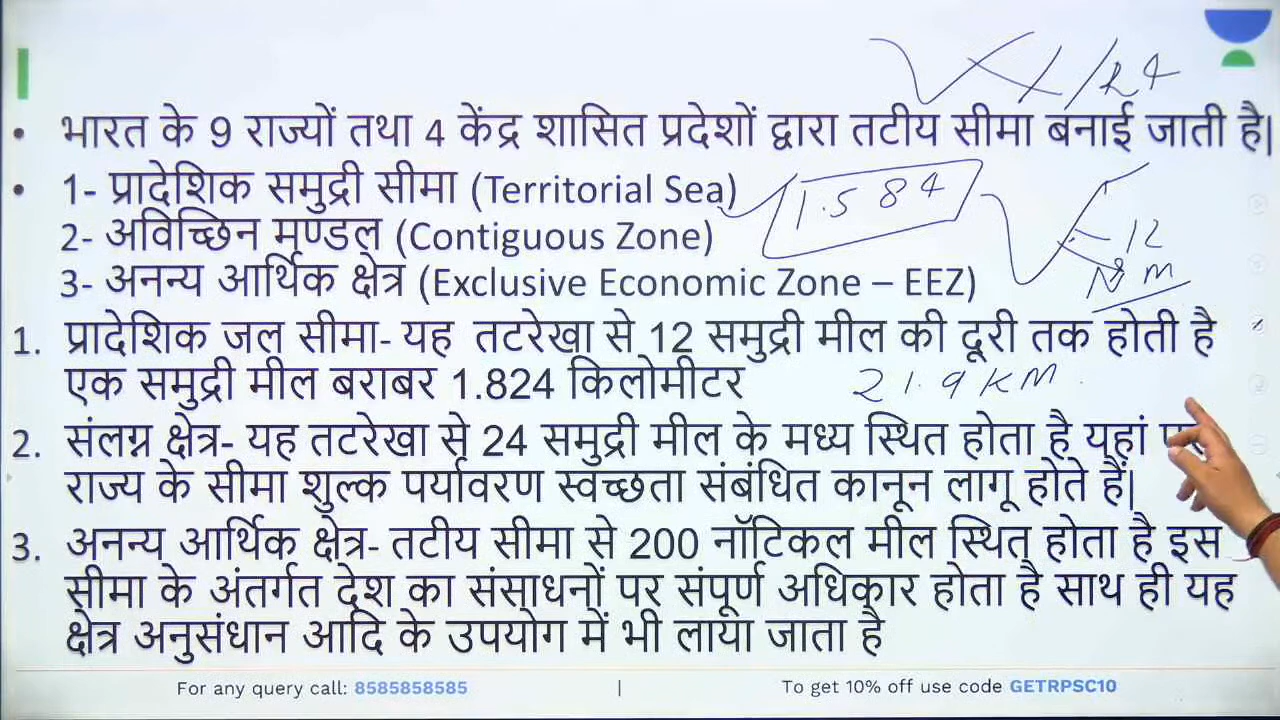 भारत के 9 राज्यों तथा 4 केंद्र शासित प्रदेशों द्वारा तटीय सीमा बनाई जाती है|
1- प्रादेशिक समुद्री सीमा (Territorial Sea)
1.584
2- अविच्छिन मण्डल (Contiguous Zone)
12
N M
3- अनन्य आर्थिक क्षेत्र (Exclusive Economic Zone – EEZ)
1. प्रादेशिक जल सीमा- यह तटरेखा से 12 समुद्री मील की दूरी तक होती है
एक समुद्री मील बराबर 1.824 किलोमीटर
21.9 KM
2. संलग्न क्षेत्र- यह तटरेखा से 24 समुद्री मील के मध्य स्थित होता है यहां पर
राज्य के सीमा शुल्क पर्यावरण स्वच्छता संबंधित कानून लागू होते हैं|
3. अनन्य आर्थिक क्षेत्र- तटीय सीमा से 200 नॉटिकल मील स्थित होता है इस
सीमा के अंतर्गत देश का संसाधनों पर संपूर्ण अधिकार होता है साथ ही यह
क्षेत्र अनुसंधान आदि के उपयोग में भी लाया जाता है
For any query call: 8585858585 | To get 10% off use code GETRPSC10